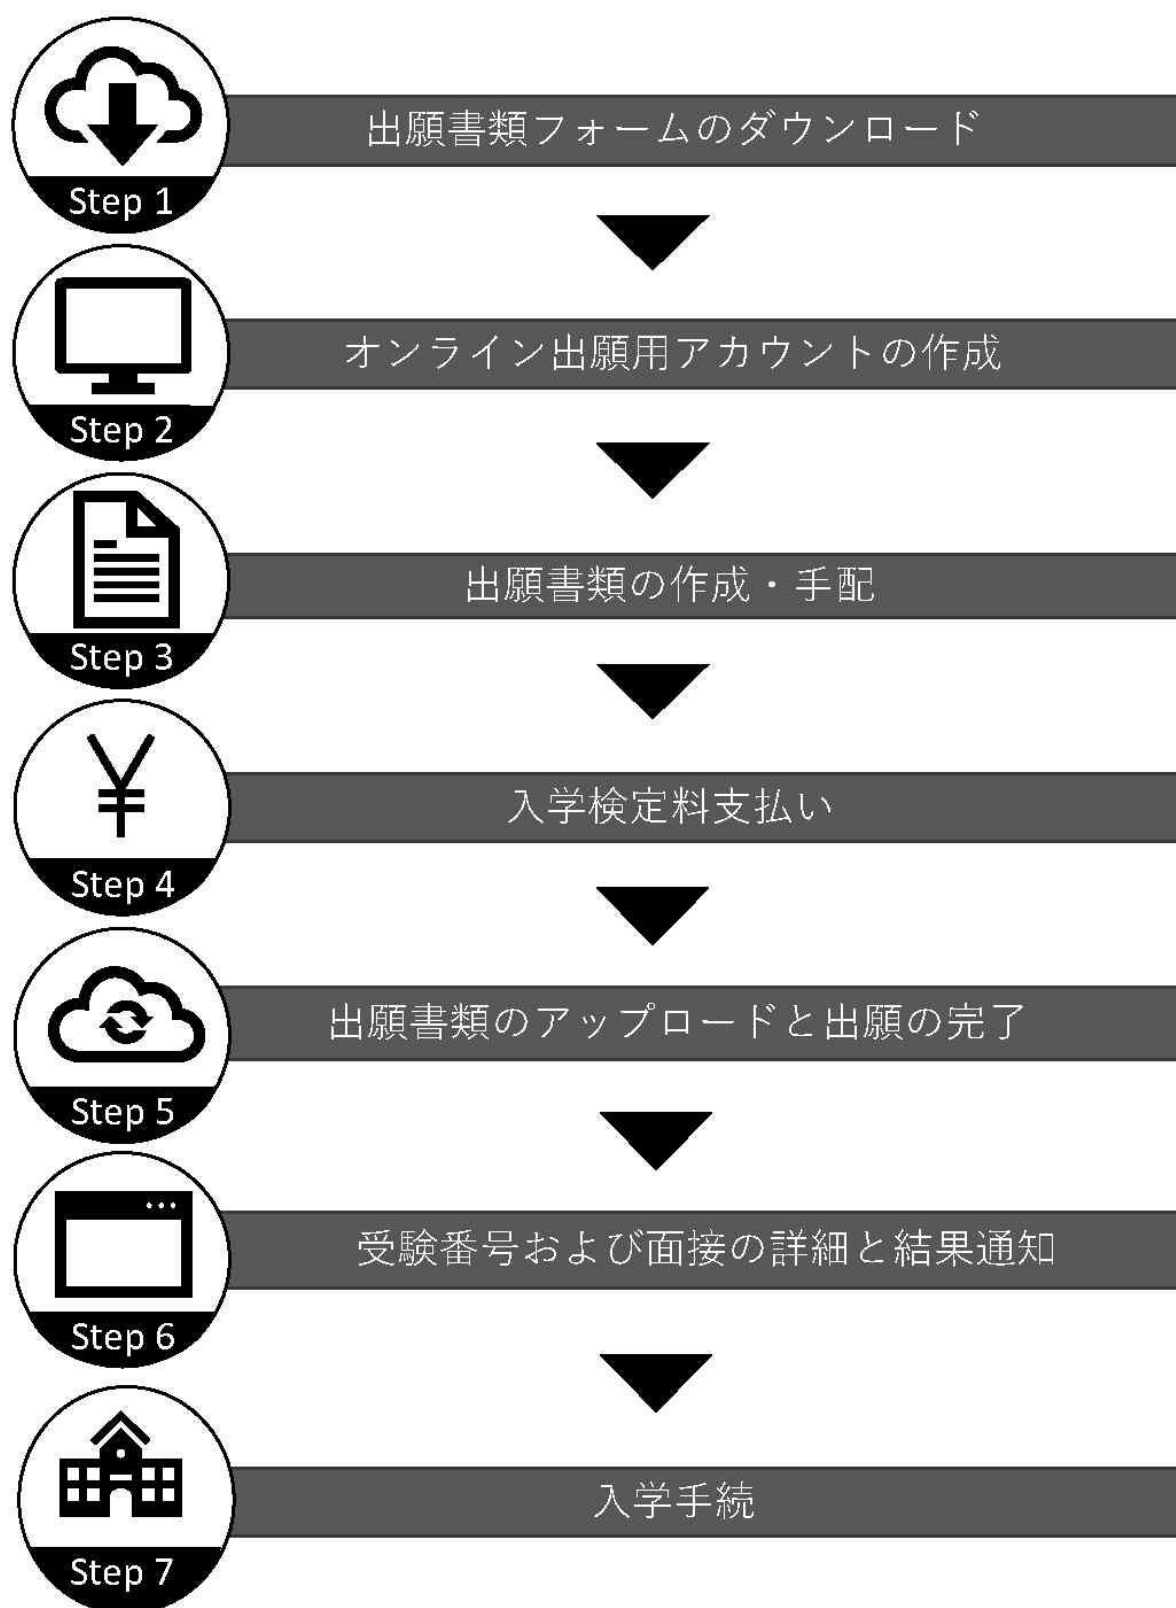 出願書類フォームのダウンロード
Step 1
オンライン出願用アカウントの作成
Step 2
出願書類の作成・手配
Step 3
¥
入学検定料支払い
Step 4
出願書類のアップロードと出願の完了
Step 5
受験番号および面接の詳細と結果通知
Step 6
入学手続
Step 7